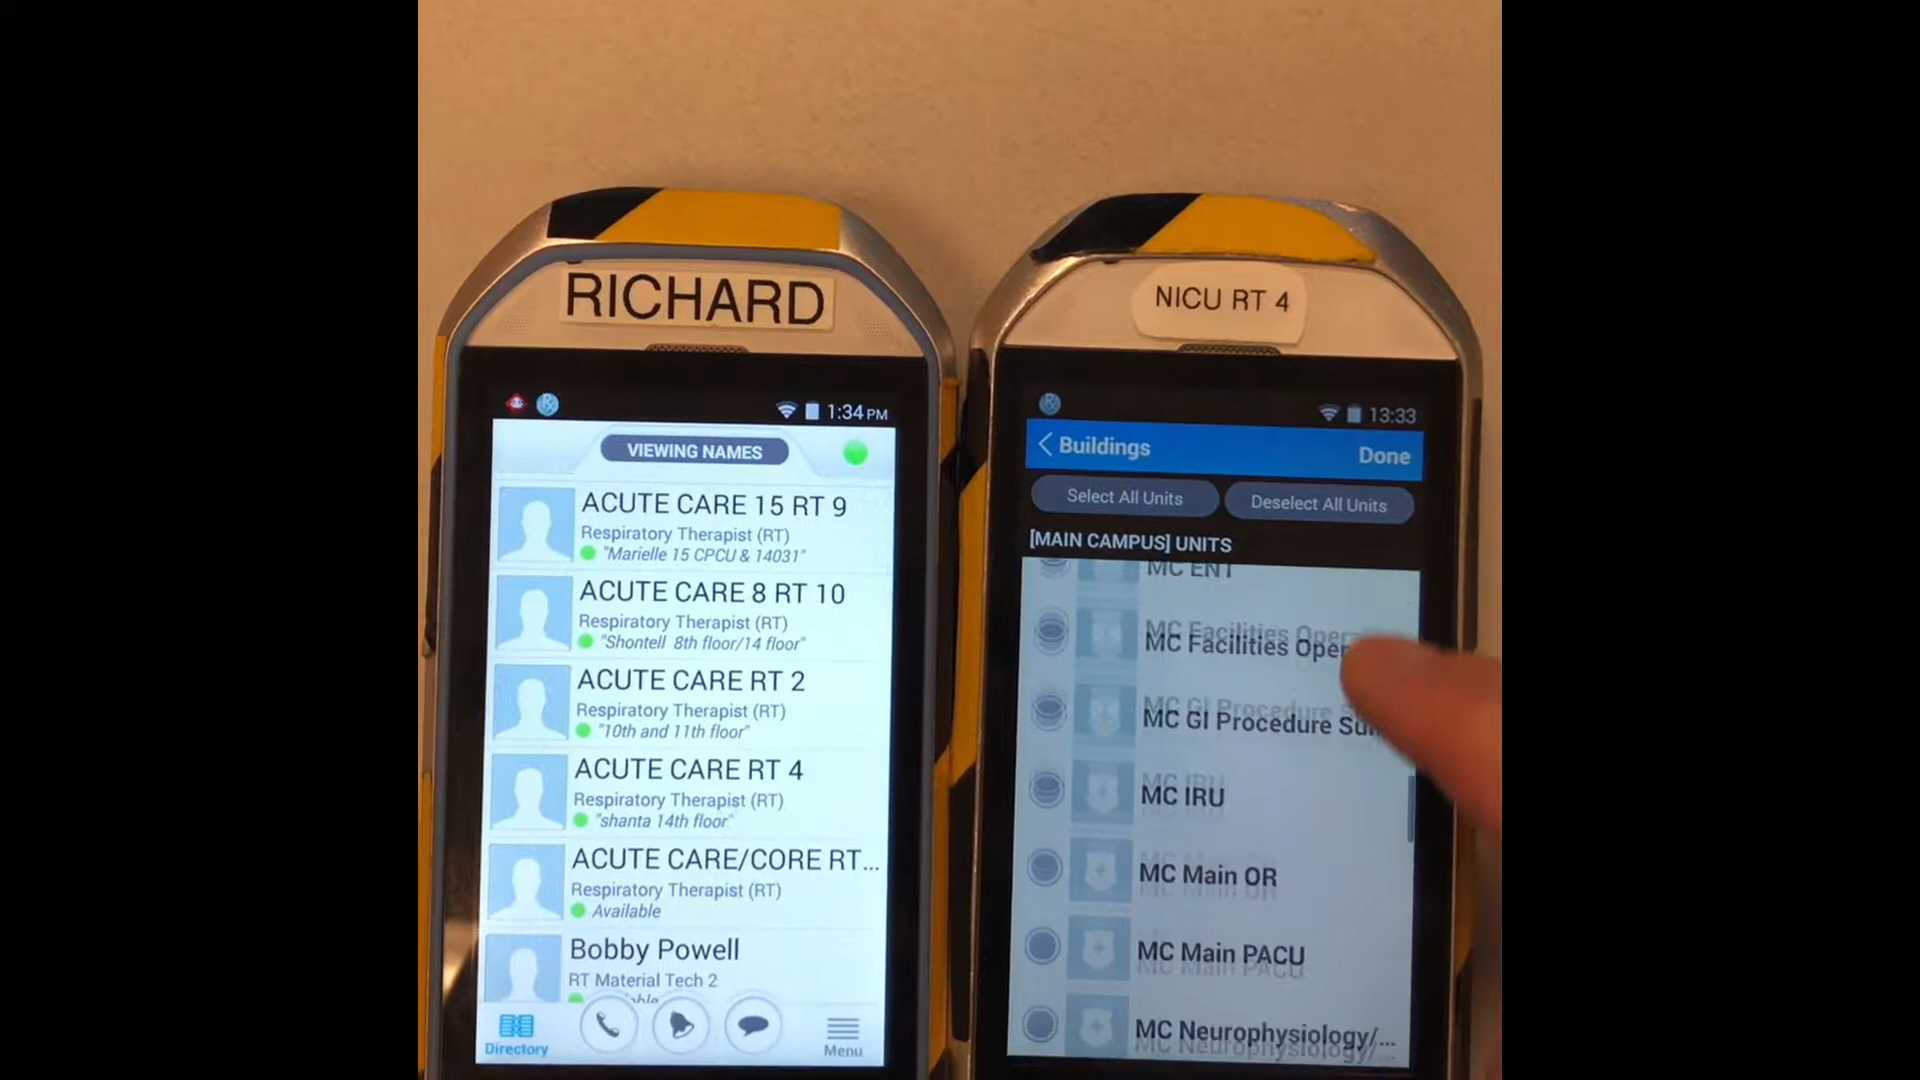 RICHARD
1:34 PM
VIEWING NAMES
ACUTE CARE 15 RT 9
Respiratory Therapist (RT)
"Marielle 15 CPCU & 14031"
ACUTE CARE 8 RT 10
Respiratory Therapist (RT)
"Shontell 8th floor/14 floor"
ACUTE CARE RT 2
Respiratory Therapist (RT)
"10th and 11th floor"
ACUTE CARE RT 4
Respiratory Therapist (RT)
"shanta 14th floor"
ACUTE CARE/CORE RT...
Respiratory Therapist (RT)
Available
Bobby Powell
RT Material Tech 2
Directory
Menu
NICU RT 4
13:33
Buildings
Done
Select All Units
Deselect All Units
[MAIN CAMPUS] UNITS
MC ENT
MC Facilities
MC GI Procedure
MC IRU
MC Main OR
MC Main PACU
MC Neurophysiology/...